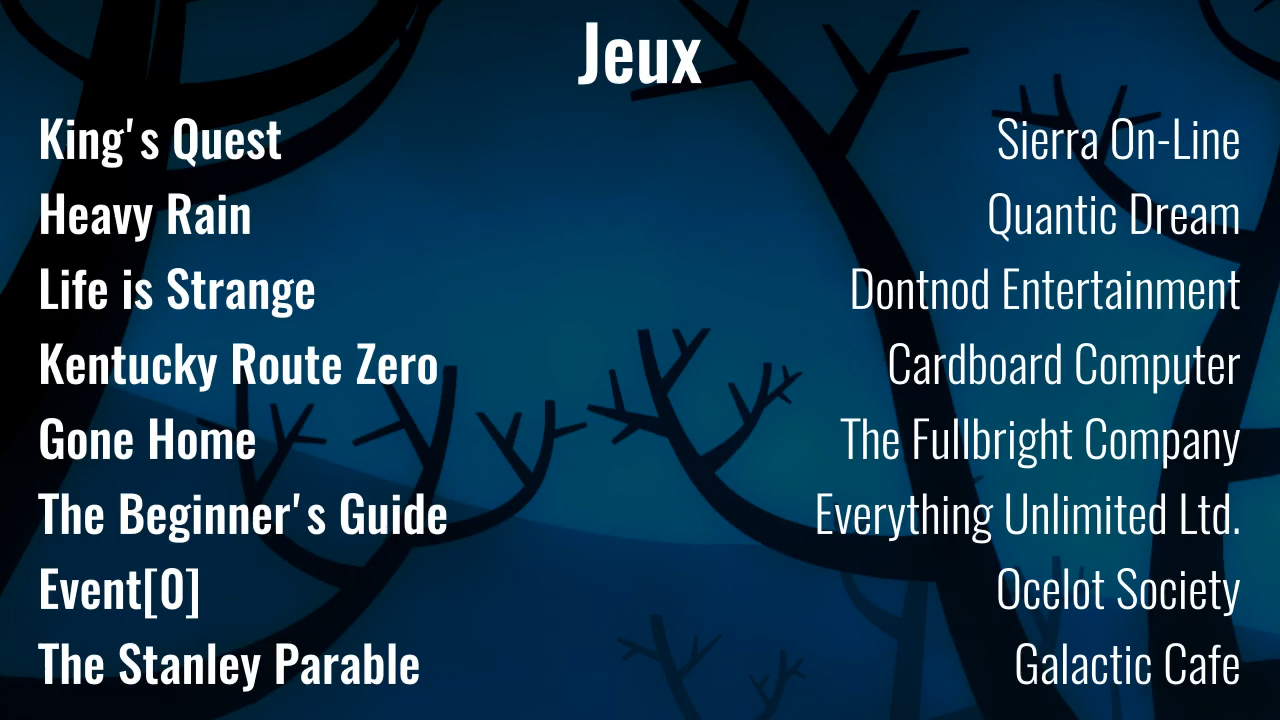 Jeux
King's Quest Sierra On-Line
Heavy Rain Quantic Dream
Life is Strange Dontnod Entertainment
Kentucky Route Zero Cardboard Computer
Gone Home The Fullbright Company
The Beginner's Guide Everything Unlimited Ltd.
Event[0] Ocelot Society
The Stanley Parable Galactic Cafe